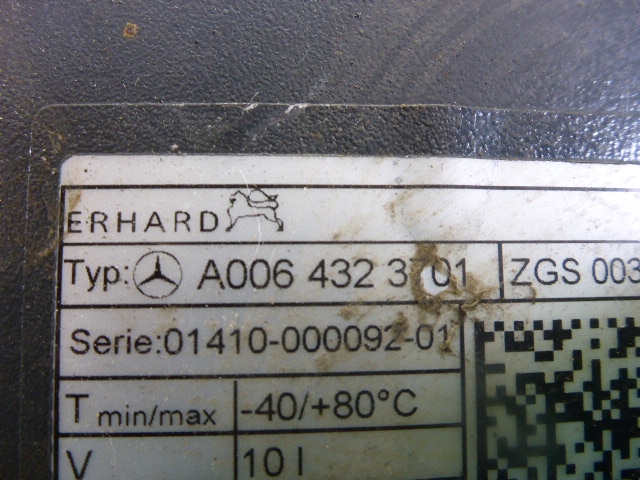 ERHARD
Typ: A006 432 3701 ZGS 003
Serie:01410-000092-01
T min/max -40/+80°C
V 10 l